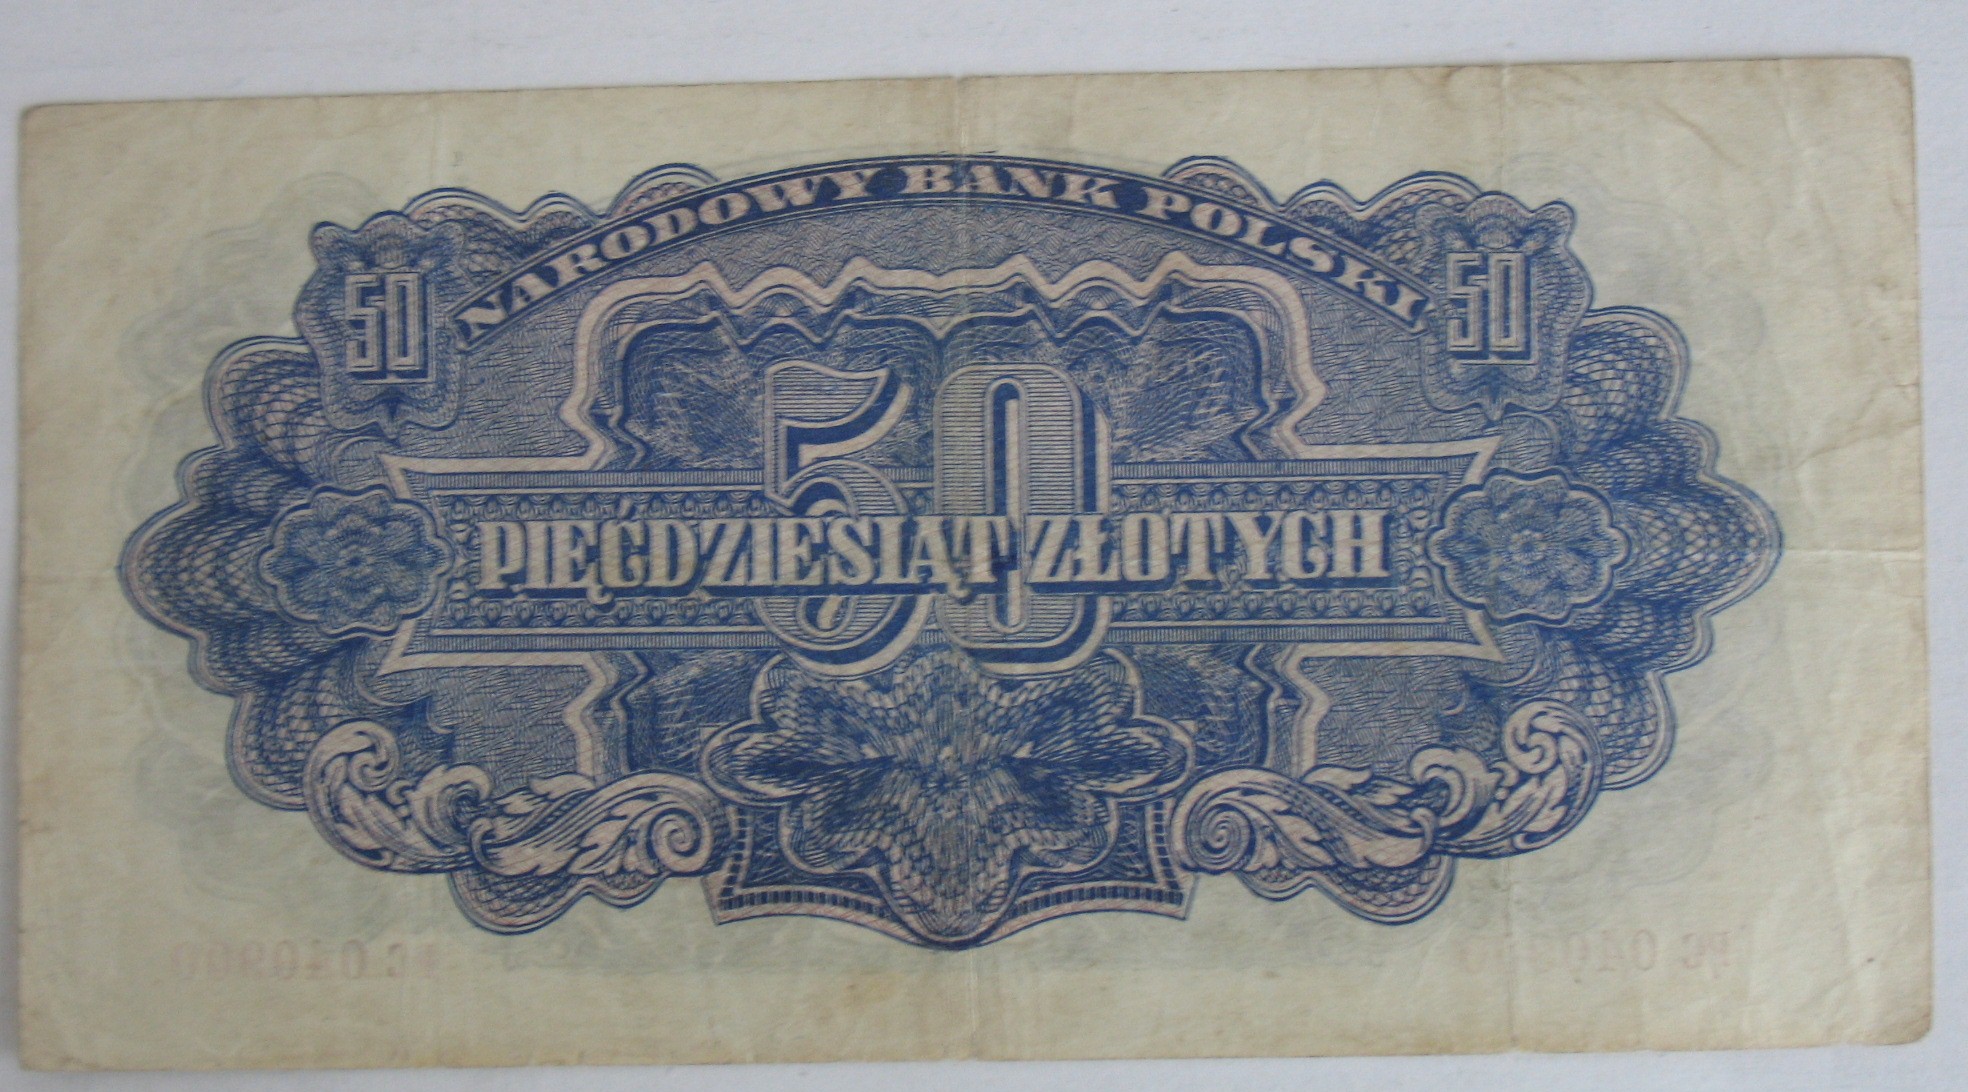 NARODOWY BANK POLSKI
50 50
50
PIĘĆDZIESIĄT ZŁOTYCH